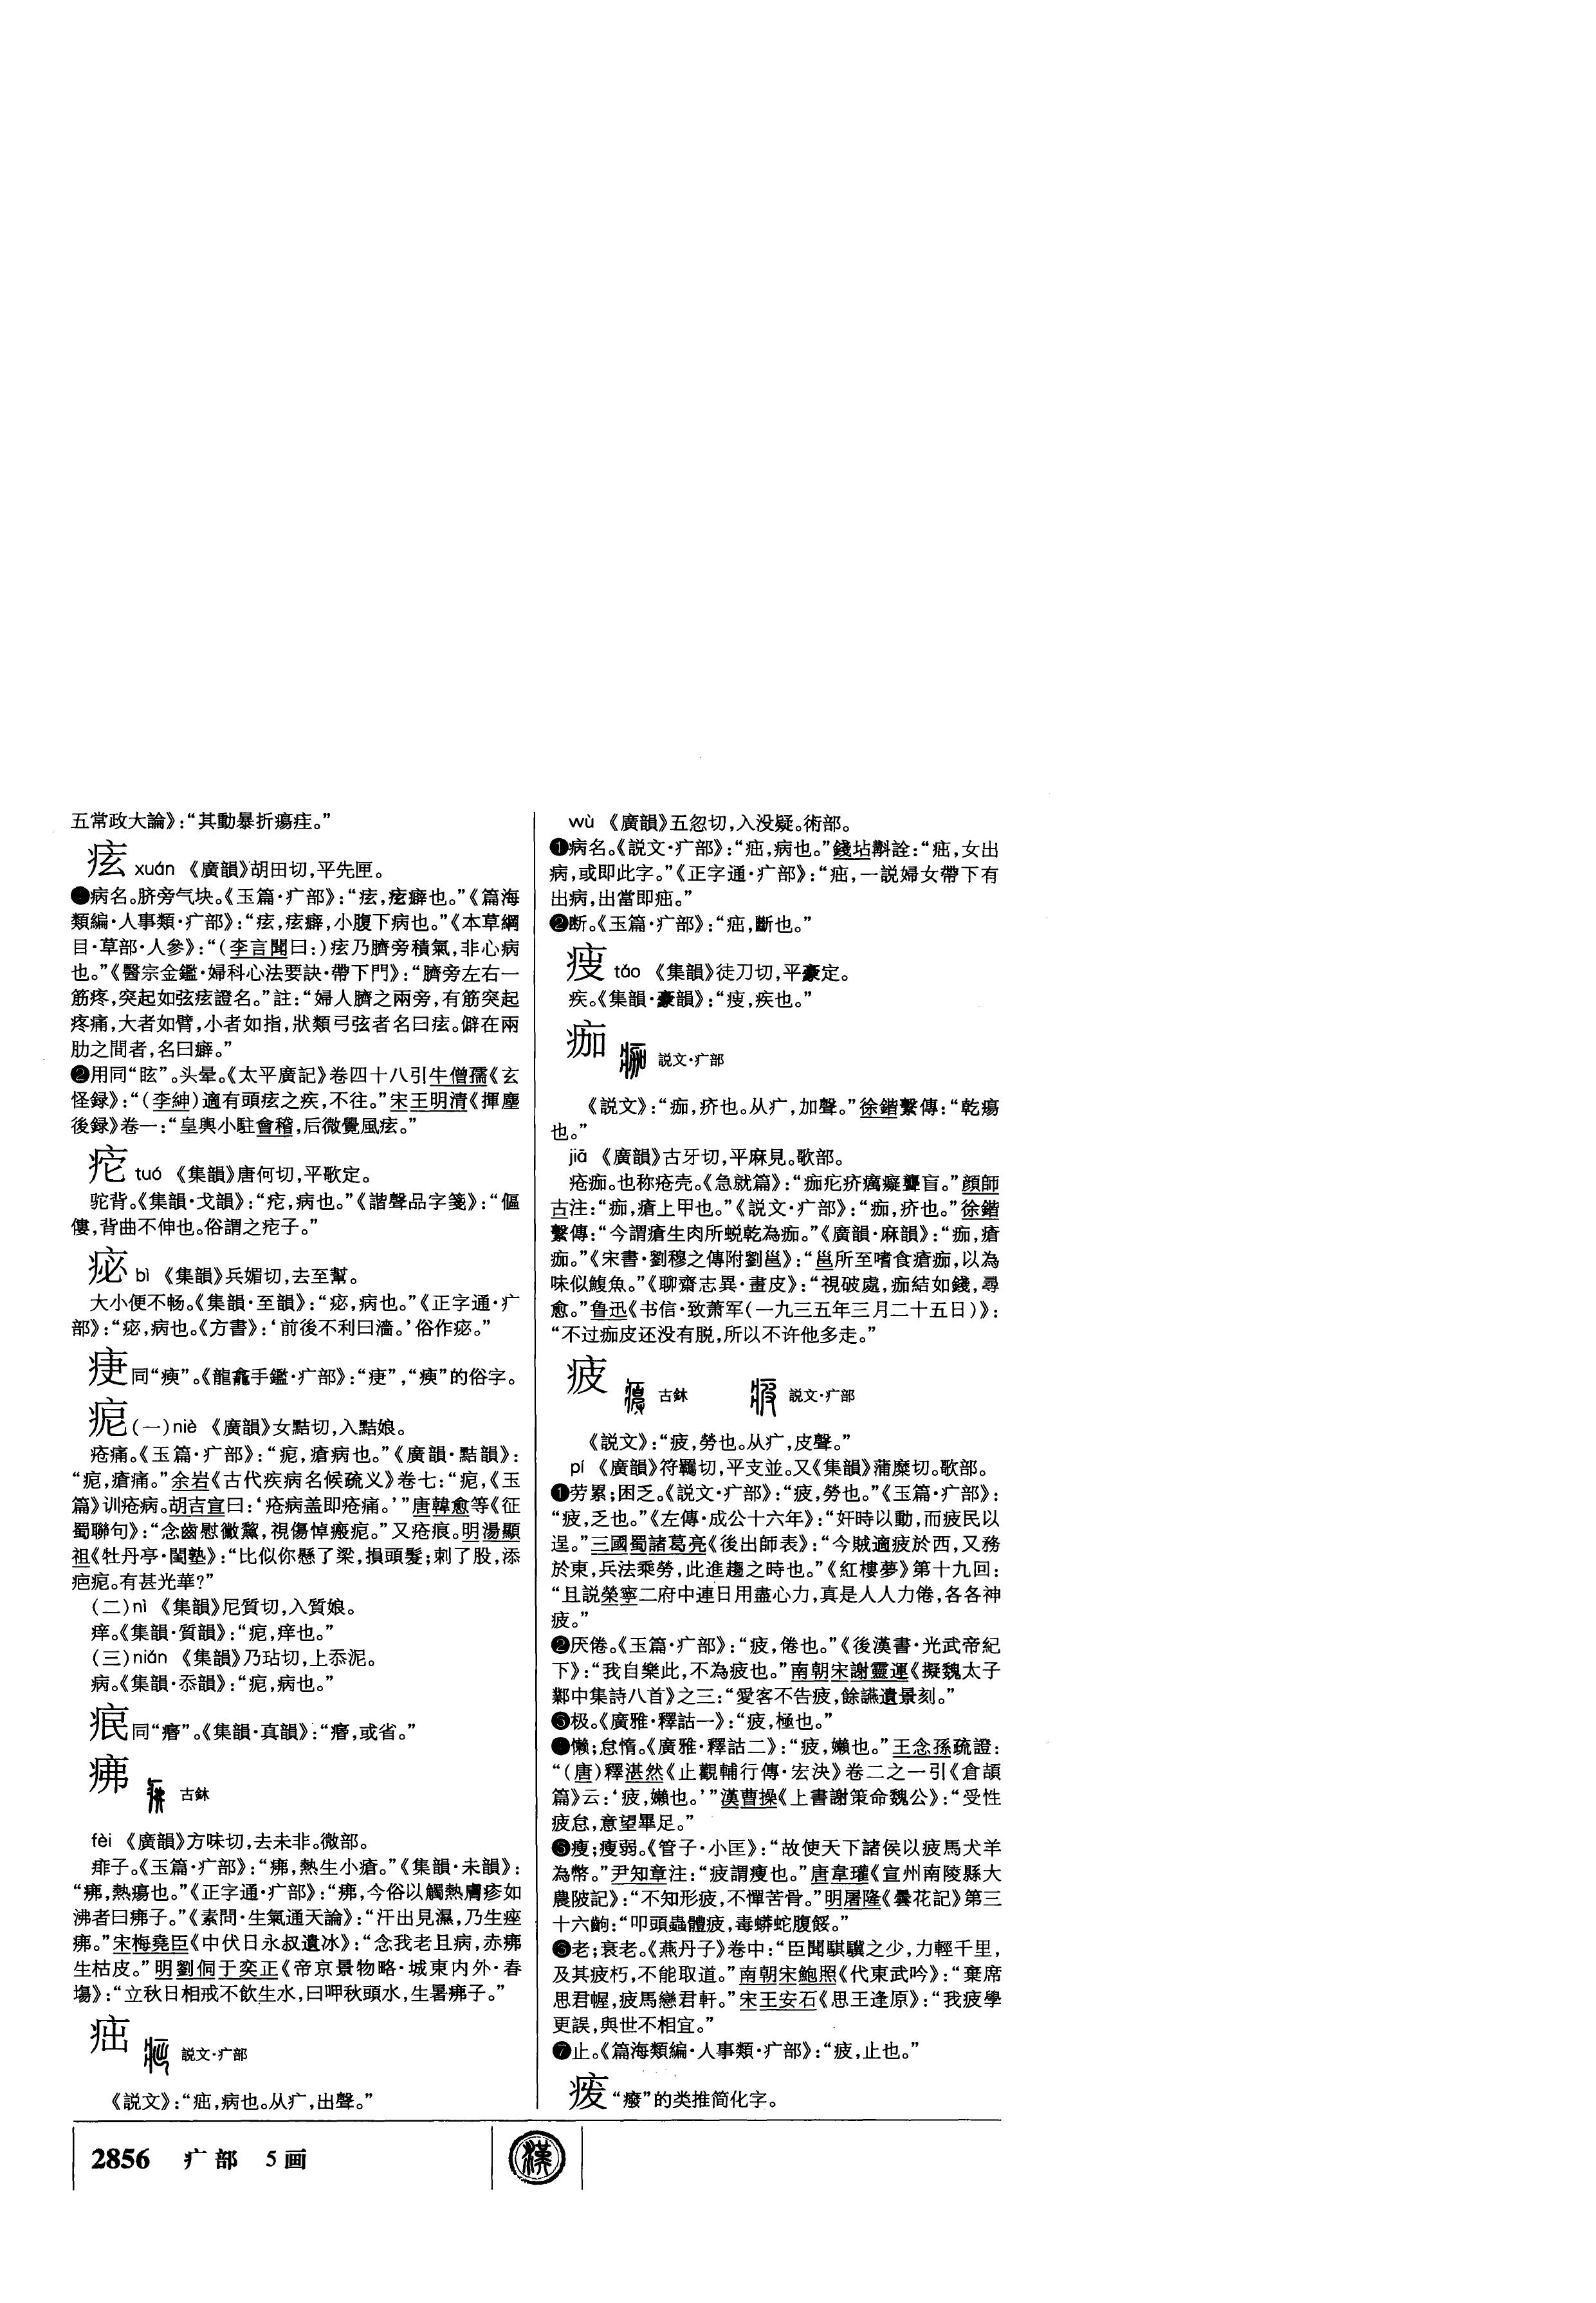 五常政大論》：“其動暴折瘍疰。”
痃 xuán 《廣韻》胡田切，平先匣。
❶病名。脐旁气块。《玉篇·疒部》：“痃，痃癖也。”《篇海
類編·人事類·疒部》：“痃，痃癖，小腹下病也。”《本草綱
目·草部·人參》：“（李言聞曰：）痃乃臍旁積氣，非心病
也。”《醫宗金鑑·婦科心法要訣·帶下門》：“臍旁左右一
筋疼，突起如弦痃證名。”註：“婦人臍之兩旁，有筋突起
疼痛，大者如臂，小者如指，狀類弓弦者名曰痃。僻在兩
肋之間者，名曰癖。”
❷用同“眩”。头晕。《太平廣記》卷四十八引牛僧孺《玄
怪録》：“（李紳）適有頭痃之疾，不往。”宋王明清《揮麈
後録》卷一：“皇輿小駐會稽，后微覺風痃。”
㾃 tuó 《集韻》唐何切，平歌定。
驼背。《集韻·戈韻》：“㾃，病也。”《諧聲品字箋》：“傴
僂，背曲不伸也。俗謂之㾃子。”
㳼 bì 《集韻》兵媚切，去至幫。
大小便不畅。《集韻·至韻》：“，病也。”《正字通·疒
部》：“，病也。《方書》：‘前後不利曰㵥。’俗作。”
同“瘐”。《龍龕手鑑·疒部》：“”，“瘐”的俗字。
痆 （一）niè 《廣韻》女黠切，入黠娘。
疮痛。《玉篇·疒部》：“痆，瘡病也。”《廣韻·黠韻》：
“痆，瘡痛。”余岩《古代疾病名候疏义》卷七：“痆，《玉
篇》训疮病。胡吉宣曰：‘疮病盖即疮痛。’”唐韓愈等《征
蜀聯句》：“念齒慰黴黧，視傷悼瘢痆。”又疮痕。明湯顯
祖《牡丹亭·閨塾》：“比似你懸了梁，損頭髮；刺了股，添
疤痆。有甚光華？”
（二）nì 《集韻》尼質切，入質娘。
痒。《集韻·質韻》：“痆，痒也。”
（三）niǎn 《集韻》乃玷切，上忝泥。
病。《集韻·忝韻》：“痆，病也。”
痻 同“痻”。《集韻·真韻》：“痻，或省。”
疿 古鉨
fèi 《廣韻》方味切，去未非。微部。
痱子。《玉篇·疒部》：“疿，熱生小瘡。”《集韻·未韻》：
“疿，熱瘍也。”《正字通·疒部》：“疿，今俗以觸熱膚疹如
沸者曰疿子。”《素問·生氣通天論》：“汗出見濕，乃生痤
疿。”宋梅堯臣《中伏日永叔遺冰》：“念我老且病，赤疿
生枯皮。”明劉侗于奕正《帝京景物略·城東内外·春
場》：“立秋日相戒不飲生水，曰呷秋頭水，生暑疿子。”
㾁 説文·疒部
《説文》：“㾁，病也。从疒，出聲。”
wù 《廣韻》五忽切，入没疑。術部。
❶病名。《説文·疒部》：“㾁，病也。”錢坫斠詮：“㾁，女出
病，或即此字。”《正字通·疒部》：“㾁，一説婦女帶下有
出病，出當即㾁。”
❷断。《玉篇·疒部》：“㾁，斷也。”
táo 《集韻》徒刀切，平豪定。
疾。《集韻·豪韻》：“，疾也。”
痂 説文·疒部
《説文》：“痂，疥也。从疒，加聲。”徐鍇繫傳：“乾瘍
也。”
jiā 《廣韻》古牙切，平麻見。歌部。
疮痂。也称疮壳。《急就篇》：“痂疕疥癘癡聾盲。”顔師
古注：“痂，瘡上甲也。”《説文·疒部》：“痂，疥也。”徐鍇
繫傳：“今謂瘡生肉所蜕乾為痂。”《廣韻·麻韻》：“痂，瘡
痂。”《宋書·劉穆之傳附劉邕》：“邕所至嗜食瘡痂，以為
味似鰒魚。”《聊齋志異·畫皮》：“視破處，痂結如錢，尋
愈。”鲁迅《书信·致萧军（一九三五年三月二十五日）》：
“不过痂皮还没有脱，所以不许他多走。”
疲 古鉨 説文·疒部
《説文》：“疲，勞也。从疒，皮聲。”
pí 《廣韻》符羈切，平支並。又《集韻》蒲糜切。歌部。
❶劳累；困乏。《説文·疒部》：“疲，勞也。”《玉篇·疒部》：
“疲，乏也。”《左傳·成公十六年》：“奸時以動，而疲民以
逞。”三國蜀諸葛亮《後出師表》：“今賊適疲於西，又務
於東，兵法乘勞，此進趨之時也。”《紅樓夢》第十九回：
“且説榮寧二府中連日用盡心力，真是人人力倦，各各神
疲。”
❷厌倦。《玉篇·疒部》：“疲，倦也。”《後漢書·光武帝紀
下》：“我自樂此，不為疲也。”南朝宋謝靈運《擬魏太子
鄴中集詩八首》之三：“愛客不告疲，餘讌遺景刻。”
❸极。《廣雅·釋詁一》：“疲，極也。”
❹懒；怠惰。《廣雅·釋詁二》：“疲，嬾也。”王念孫疏證：
“（唐）釋湛然《止觀輔行傳·宏決》卷二之一引《倉頡
篇》云：‘疲，嬾也。’”漢曹操《上書謝策命魏公》：“受性
疲怠，意望畢足。”
❺瘦；瘦弱。《管子·小匡》：“故使天下諸侯以疲馬犬羊
為幣。”尹知章注：“疲謂瘦也。”唐韋瓘《宣州南陵縣大
農陂記》：“不知形疲，不憚苦骨。”明屠隆《曇花記》第三
十六齣：“叩頭蟲體疲，毒蟒蛇腹餒。”
❻老；衰老。《燕丹子》卷中：“臣聞騏驥之少，力輕千里，
及其疲朽，不能取道。”南朝宋鮑照《代東武吟》：“棄席
思君幄，疲馬戀君軒。”宋王安石《思王逢原》：“我疲學
更誤，與世不相宜。”
❼止。《篇海類編·人事類·疒部》：“疲，止也。”
“癈”的类推简化字。
2856 疒部 5画
漢